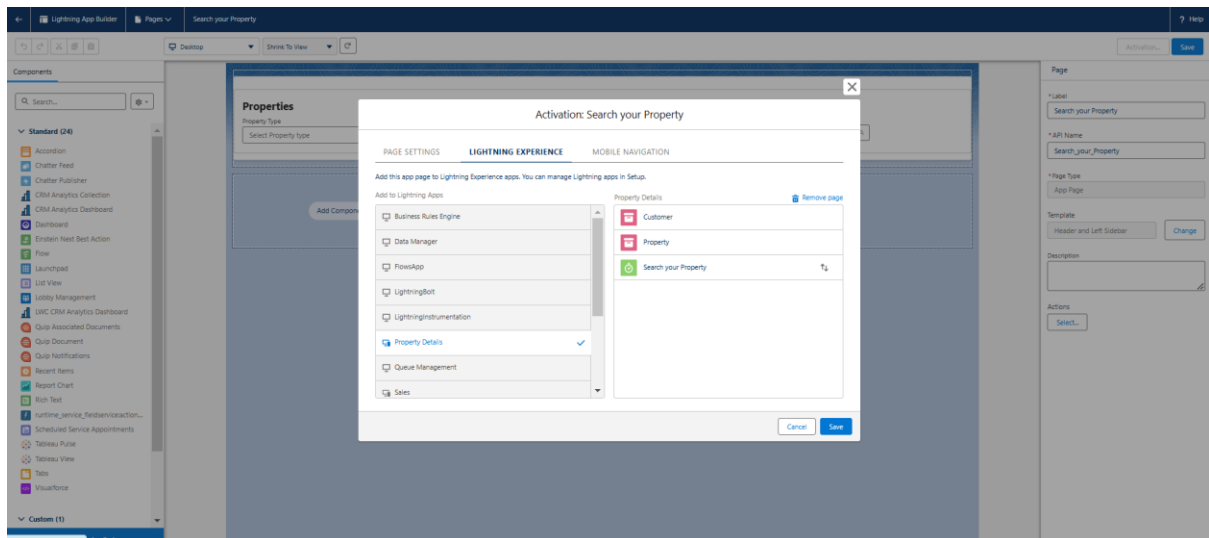 Lightning App Builder Pages Search your Property ? Help
Desktop Shrink To View Activation... Save
Components
Search...
Standard (24)
Accordion
Chatter Feed
Chatter Publisher
CRM Analytics Collection
CRM Analytics Dashboard
Dashboard
Einstein Next Best Action
Flow
Launchpad
List View
Lobby Management
LWC CRM Analytics Dashboard
Quip Associated Documents
Quip Document
Quip Notifications
Recent Items
Report Chart
Rich Text
runtime_service_fieldservice:action...
Scheduled Service Appointments
Tableau Pulse
Tableau View
Tabs
Visualforce
Custom (1)
Properties
Property Type
Select Property type
Add Compon
Activation: Search your Property
PAGE SETTINGS LIGHTNING EXPERIENCE MOBILE NAVIGATION
Add this app page to Lightning Experience apps. You can manage Lightning apps in Setup.
Add to Lightning Apps
Business Rules Engine
Data Manager
FlowsApp
LightningBolt
LightningInstrumentation
Property Details
Queue Management
Sales
Property Details Remove page
Customer
Property
Search your Property
Cancel Save
Page
*Label
Search your Property
*API Name
Search_your_Property
*Page Type
App Page
Template
Header and Left Sidebar Change
Description
Actions
Select...